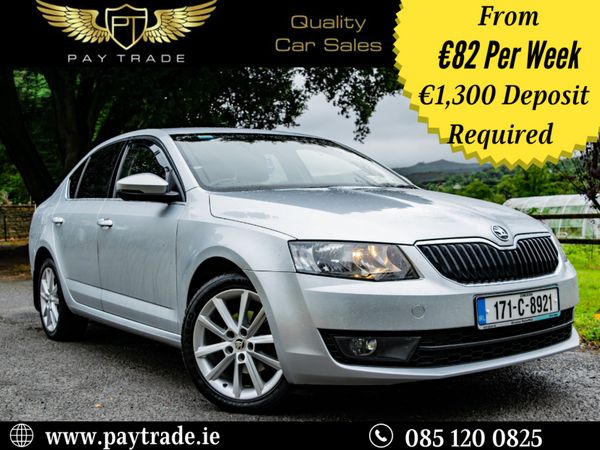 PT
PAY TRADE
Quality
Car Sales
From
€82 Per Week
€1,300 Deposit
Required
171-C-8921
www.paytrade.ie
085 120 0825